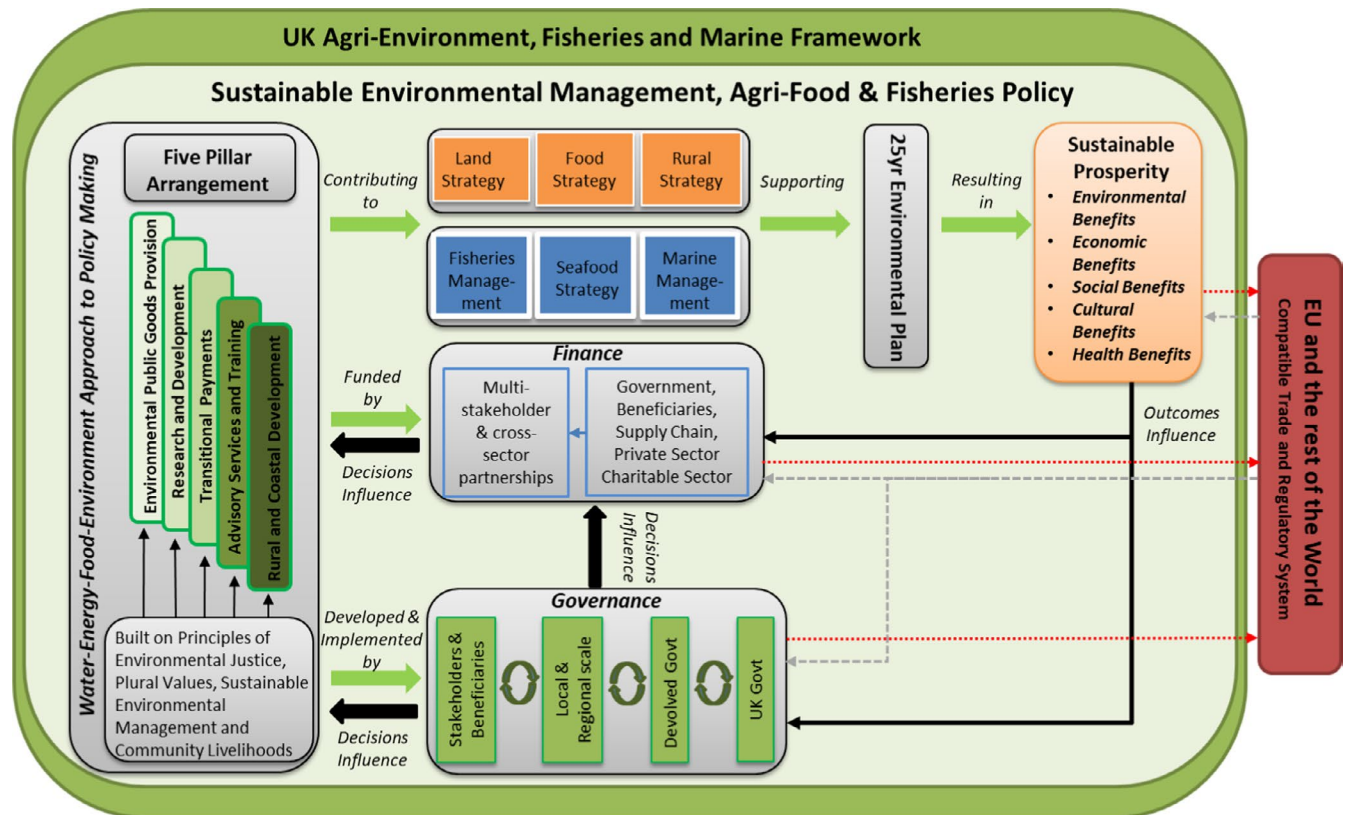 UK Agri-Environment, Fisheries and Marine Framework
Sustainable Environmental Management, Agri-Food & Fisheries Policy
Water-Energy-Food-Environment Approach to Policy Making
Five Pillar
Arrangement
Environmental Public Goods Provision
Research and Development
Transitional Payments
Advisory Services and Training
Rural and Coastal Development
Built on Principles of
Environmental Justice,
Plural Values, Sustainable
Environmental
Management and
Community Livelihoods
Contributing
to
Land
Strategy
Food
Strategy
Rural
Strategy
Fisheries
Manage-
ment
Seafood
Strategy
Marine
Manage-
ment
Supporting
25yr Environmental Plan
Resulting
in
Sustainable
Prosperity
• Environmental
Benefits
• Economic
Benefits
• Social Benefits
• Cultural
Benefits
• Health Benefits
Funded
by
Decisions
Influence
Finance
Multi-
stakeholder
& cross-
sector
partnerships
Government,
Beneficiaries,
Supply Chain,
Private Sector
Charitable Sector
Outcomes
Influence
Decisions
Influence
Developed &
Implemented
by
Decisions
Influence
Governance
Stakeholders &
Beneficiaries
Local &
Regional scale
Devolved Govt
UK Govt
EU and the rest of the World
Compatible Trade and Regulatory System